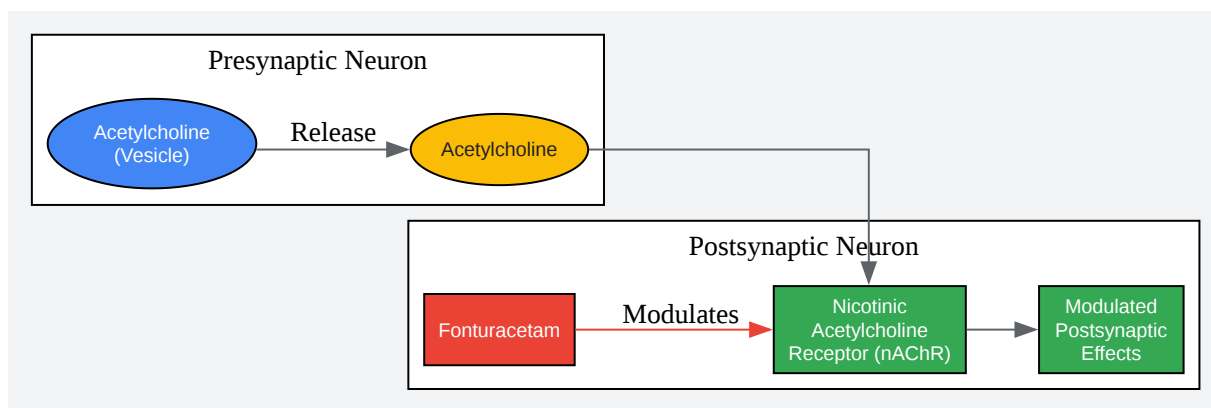 Presynaptic Neuron
Acetylcholine
(Vesicle)
Release
Acetylcholine
Postsynaptic Neuron
Fonturacetam
Modulates
Nicotinic
Acetylcholine
Receptor (nAChR)
Modulated
Postsynaptic
Effects